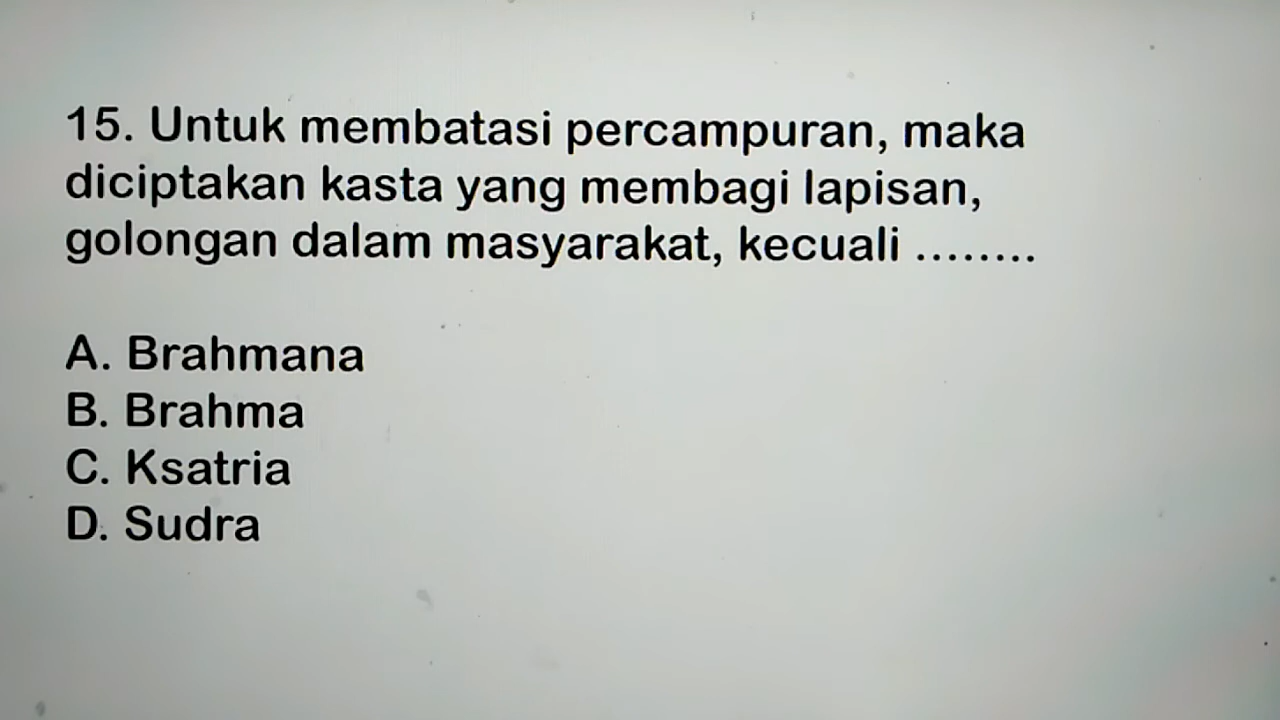 15. Untuk membatasi percampuran, maka
diciptakan kasta yang membagi lapisan,
golongan dalam masyarakat, kecuali ........
A. Brahmana
B. Brahma
C. Ksatria
D. Sudra